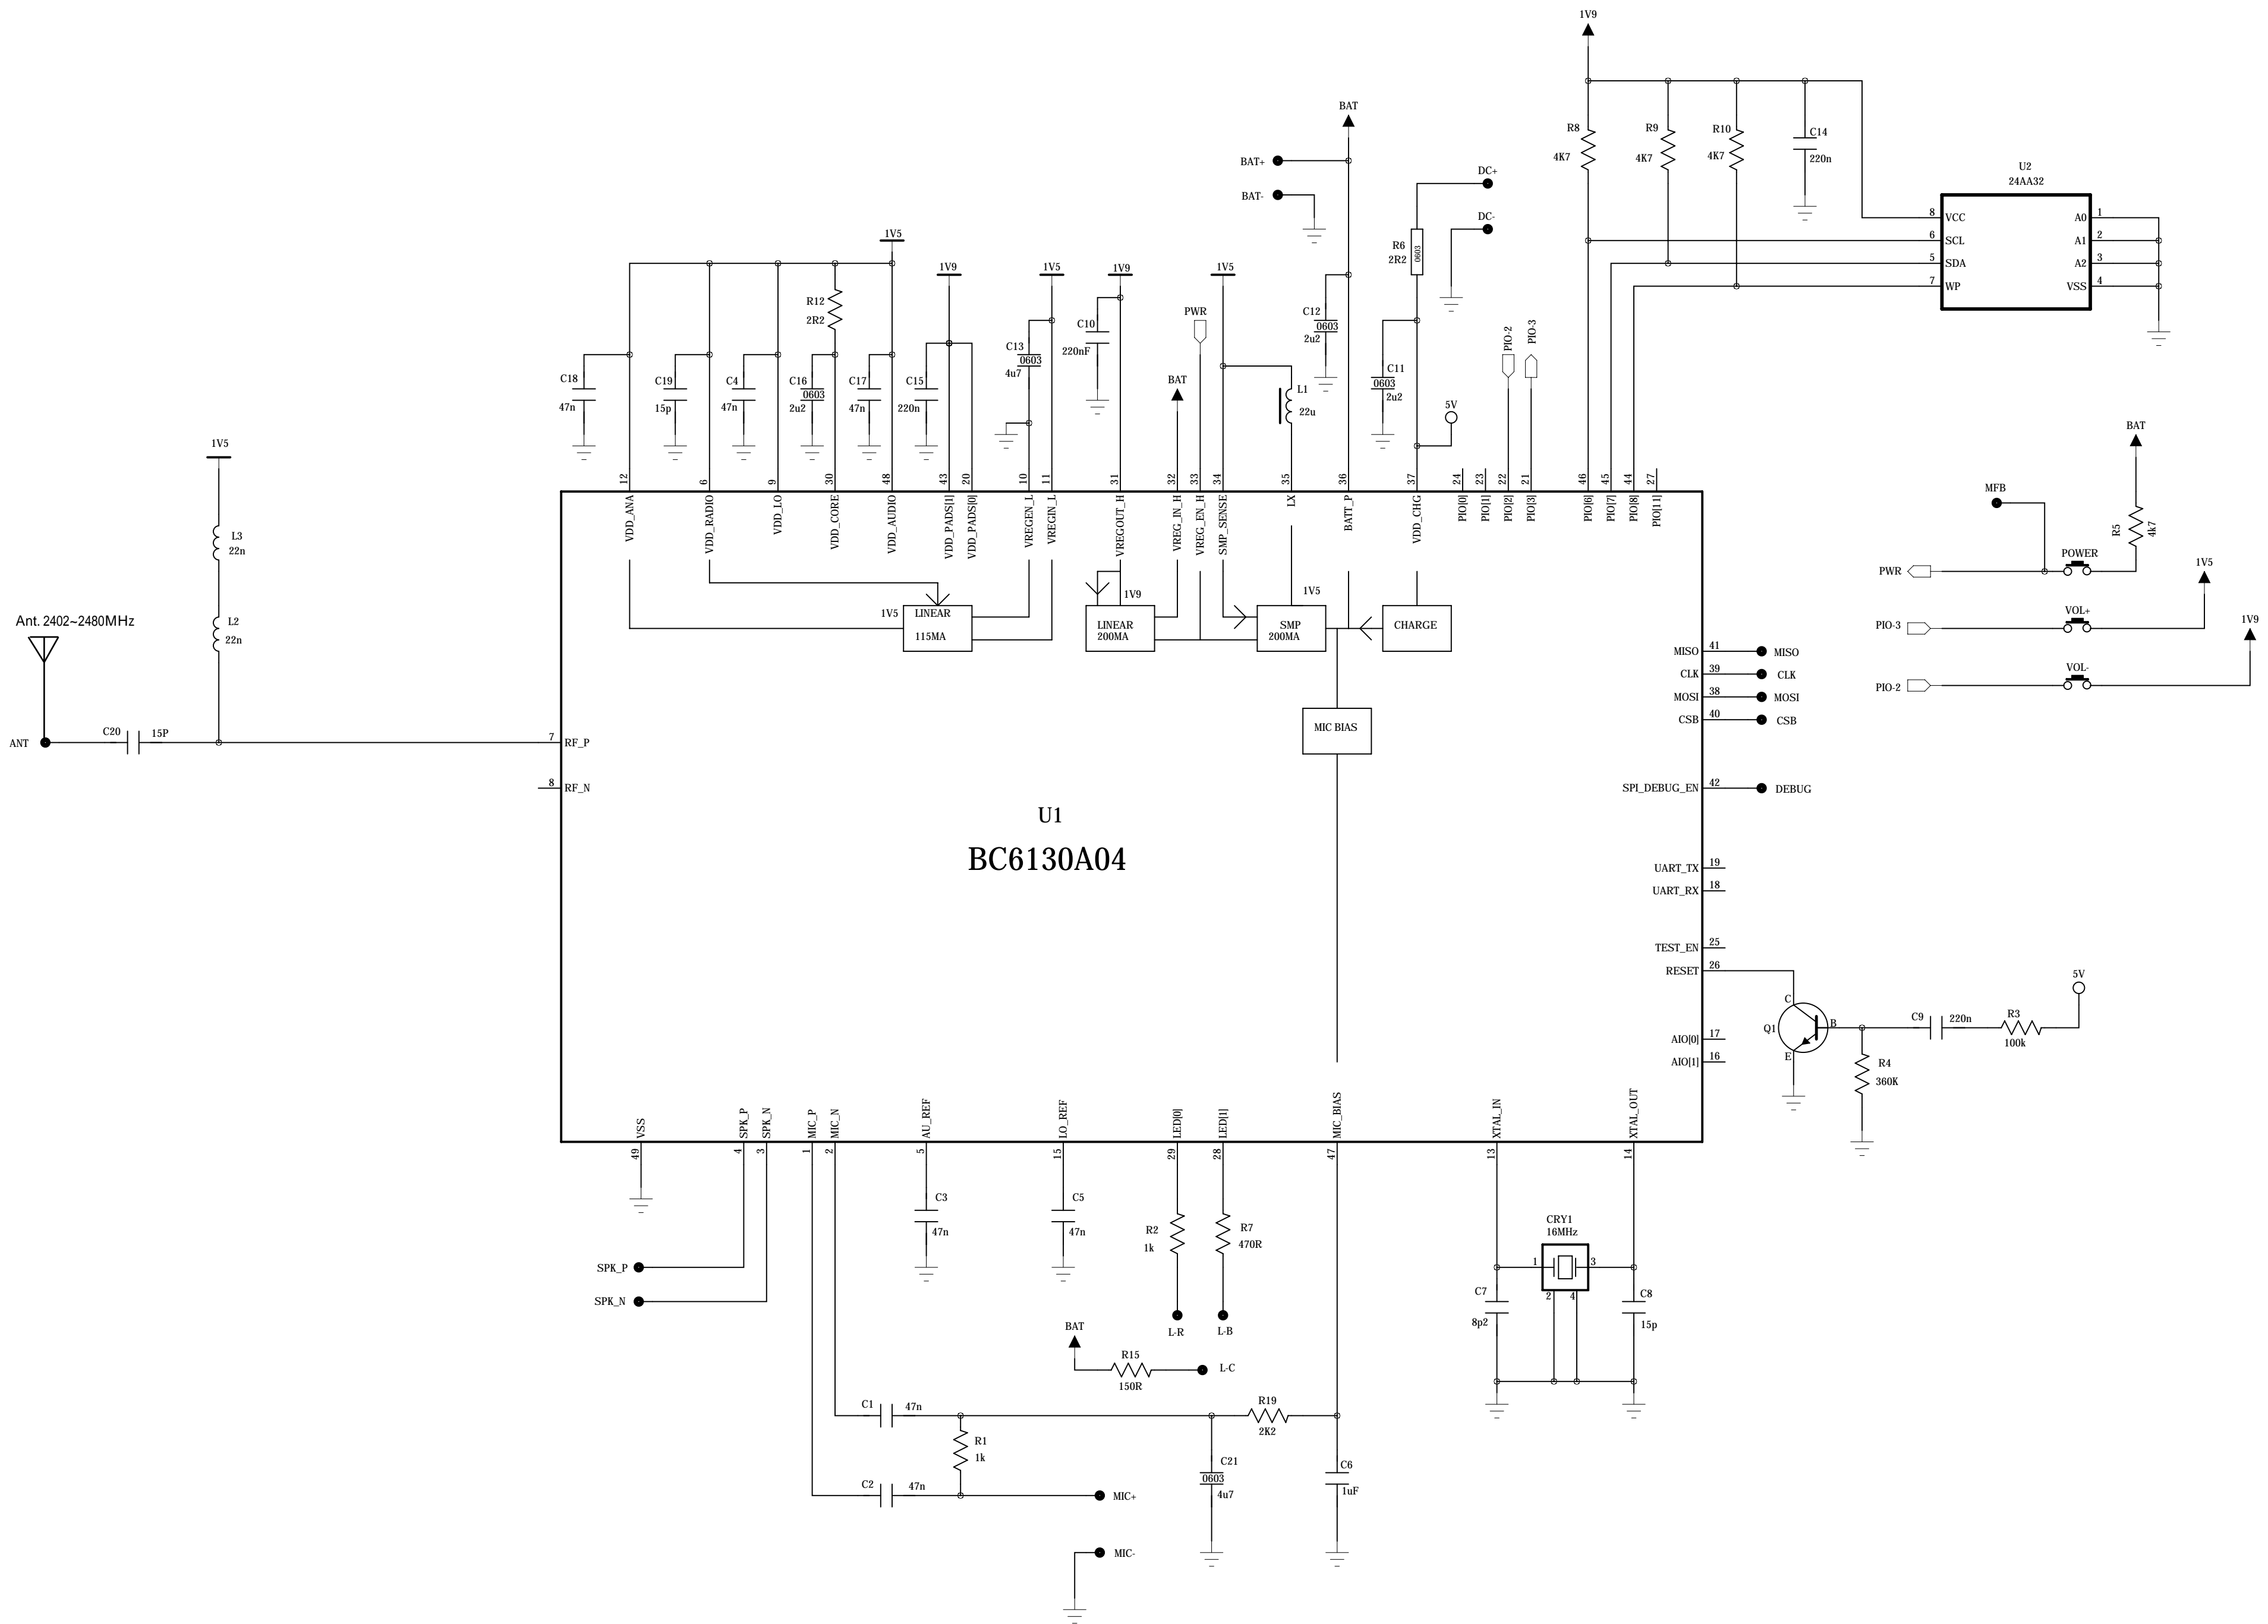 1V9
R8
4K7
R9
4K7
R10
4K7
C14
220n
U2
24AA32
8 VCC
6 SCL
5 SDA
7 WP
A0 1
A1 2
A2 3
VSS 4
BAT
BAT+
BAT-
DC+
DC-
R6
2R2
0603
1V5
1V9
1V5
1V9
1V5
R12
2R2
C18
47n
C19
15p
C4
47n
C16
0603
2u2
C17
47n
C15
220n
C13
0603
4u7
C10
220nF
BAT
PWR
L1
22u
C12
0603
2u2
C11
0603
2u2
5V
PIO-2
PIO-3
12
6
9
30
48
43
20
10
11
31
32
33
34
35
36
37
24
23
22
21
46
45
44
27
VDD_ANA
VDD_RADIO
VDD_LO
VDD_CORE
VDD_AUDIO
VDD_PADS[1]
VDD_PADS[0]
VREGEN_L
VREGIN_L
VREGOUT_H
VREG_IN_H
VREG_EN_H
SMP_SENSE
LX
BATT_P
VDD_CHG
PIO[0]
PIO[1]
PIO[2]
PIO[3]
PIO[6]
PIO[7]
PIO[8]
PIO[11]
1V5
LINEAR
115MA
1V9
LINEAR
200MA
1V5
SMP
200MA
CHARGE
MIC BIAS
1V5
L3
22n
L2
22n
Ant. 2402~2480MHz
ANT
C20
15P
7 RF_P
8 RF_N
U1
BC6130A04
BAT
MFB
R5
4k7
POWER
PWR
1V5
VOL+
PIO-3
1V9
VOL-
PIO-2
MISO 41 MISO
CLK 39 CLK
MOSI 38 MOSI
CSB 40 CSB
SPI_DEBUG_EN 42 DEBUG
UART_TX 19
UART_RX 18
TEST_EN 25
RESET 26
AIO[0] 17
AIO[1] 16
C
Q1
B
E
C9
220n
R3
100k
5V
R4
360K
VSS
SPK_P
SPK_N
MIC_P
MIC_N
AU_REF
LO_REF
LED[0]
LED[1]
MIC_BIAS
XTAL_IN
XTAL_OUT
49
4
3
1
2
5
15
29
28
47
13
14
SPK_P
SPK_N
C3
47n
C5
47n
R2
1k
R7
470R
L-R
L-B
BAT
R15
150R
L-C
CRY1
16MHz
1
3
2
4
C7
8p2
C8
15p
C1
47n
R1
1k
C2
47n
R19
2K2
C21
0603
4u7
C6
1uF
MIC+
MIC-